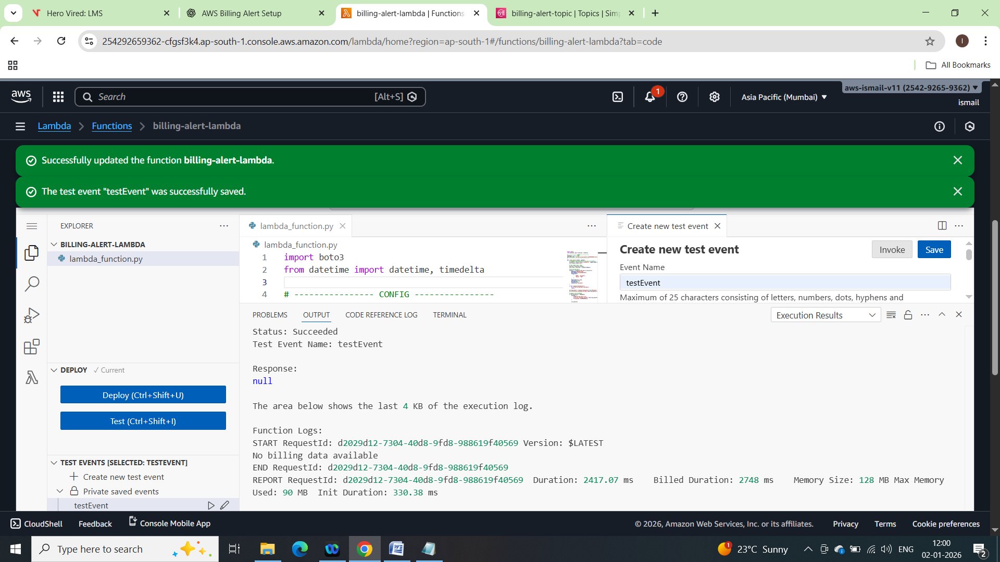 Hero Vired: LMS
AWS Billing Alert Setup
billing-alert-lambda | Functions
billing-alert-topic | Topics | Sim
254292659362-cfgsf3k4.ap-south-1.console.aws.amazon.com/lambda/home?region=ap-south-1#/functions/billing-alert-lambda?tab=code
I
All Bookmarks
aws
Search
[Alt+S]
1
Asia Pacific (Mumbai)
aws-ismail-v11 (2542-9265-9362)
ismail
Lambda
Functions
billing-alert-lambda
Successfully updated the function billing-alert-lambda.
The test event "testEvent" was successfully saved.
EXPLORER
BILLING-ALERT-LAMBDA
lambda_function.py
DEPLOY
Current
Deploy (Ctrl+Shift+U)
Test (Ctrl+Shift+I)
TEST EVENTS [SELECTED: TESTEVENT]
Create new test event
Private saved events
testEvent
lambda_function.py
lambda_function.py
1 import boto3
2 from datetime import datetime, timedelta
3
4 # ---------------- CONFIG ----------------
Create new test event
Create new test event
Invoke
Save
Event Name
testEvent
Maximum of 25 characters consisting of letters, numbers, dots, hyphens and
PROBLEMS
OUTPUT
CODE REFERENCE LOG
TERMINAL
Execution Results
Status: Succeeded
Test Event Name: testEvent
Response:
null
The area below shows the last 4 KB of the execution log.
Function Logs:
START RequestId: d2029d12-7304-40d8-9fd8-988619f40569 Version: $LATEST
No billing data available
END RequestId: d2029d12-7304-40d8-9fd8-988619f40569
REPORT RequestId: d2029d12-7304-40d8-9fd8-988619f40569 Duration: 2417.07 ms Billed Duration: 2748 ms Memory Size: 128 MB Max Memory
Used: 90 MB Init Duration: 330.38 ms
CloudShell
Feedback
Console Mobile App
© 2026, Amazon Web Services, Inc. or its affiliates.
Privacy
Terms
Cookie preferences
Type here to search
1
23°C Sunny
ENG
12:00
02-01-2026
2